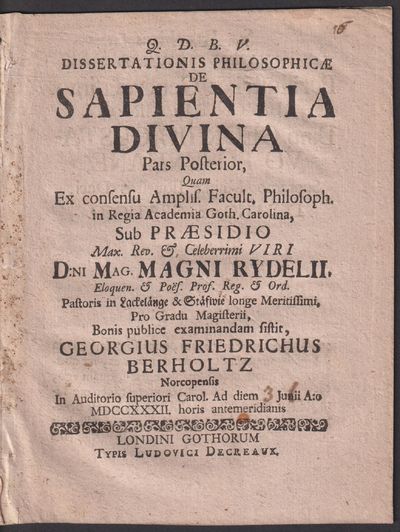 16
Q. D. B. V.
DISSERTATIONIS PHILOSOPHICÆ
DE
SAPIENTIA
DIVINA
Pars Posterior,
Quam
Ex consensu Ampliſ. Facult. Philosoph.
in Regia Academia Goth. Carolina,
Sub PRÆSIDIO
Max. Rev. & Celeberrimi VIRI
D:NI MAG. MAGNI RYDELII,
Eloquen. & Poëſ. Prof. Reg. & Ord.
Pastoris in Lackelänge & Stäfwie longe Meritissimi,
Pro Gradu Magisterii,
Bonis publice examinandam siſtit,
GEORGIUS FRIEDRICHUS
BERHOLTZ
Norcopensis
In Auditorio superiori Carol. Ad diem 3 Junii A:o
MDCCXXXII. horis antemeridianis
LONDINI GOTHORUM
TYPIS LUDOVICI DECREAUX.